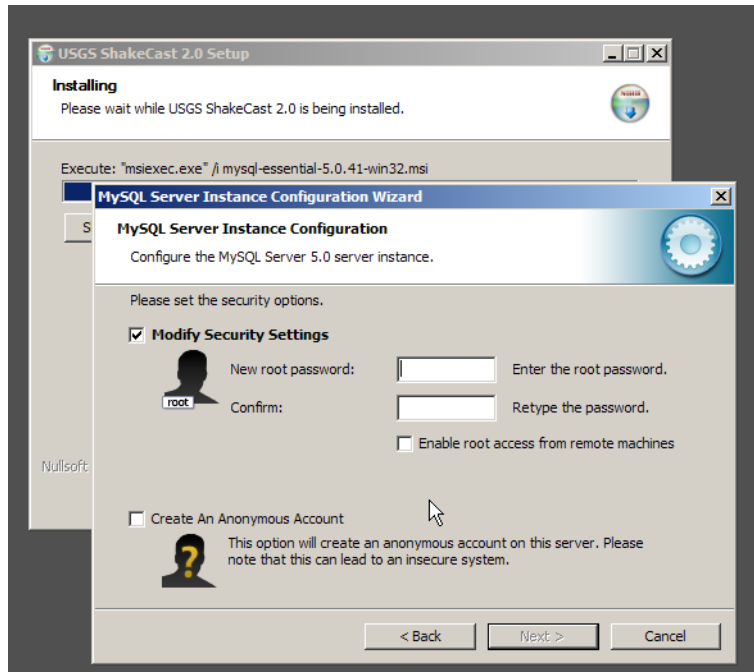 USGS ShakeCast 2.0 Setup
Installing
Please wait while USGS ShakeCast 2.0 is being installed.
Execute: "msiexec.exe" /i mysql-essential-5.0.41-win32.msi
S
MySQL Server Instance Configuration Wizard
MySQL Server Instance Configuration
Configure the MySQL Server 5.0 server instance.
Please set the security options.
Modify Security Settings
New root password: Enter the root password.
root
Confirm: Retype the password.
Enable root access from remote machines
Nullsoft
Create An Anonymous Account
This option will create an anonymous account on this server. Please
note that this can lead to an insecure system.
< Back Next > Cancel